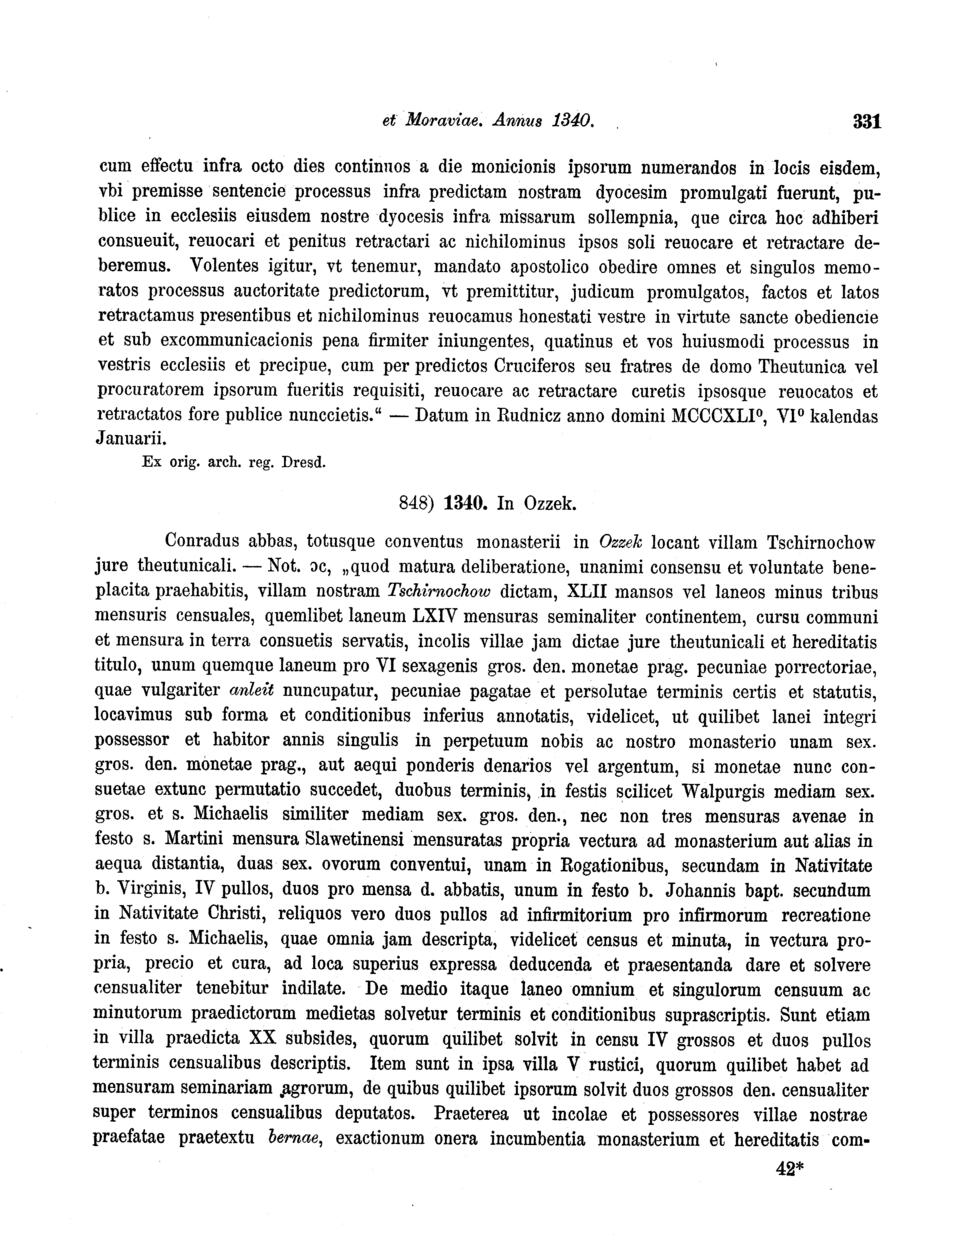 et Moraviae. Annus 1340. 331
cum effectu infra octo dies continuos a die monicionis ipsorum numerandos in locis eisdem,
vbi premisse sentencie processus infra predictam nostram dyocesim promulgati fuerunt, pu-
blice in ecclesiis eiusdem nostre dyocesis infra missarum sollempnia, que circa hoc adhiberi
consueuit, reuocari et penitus retractari ac nichilominus ipsos soli reuocare et retractare de-
beremus. Volentes igitur, vt tenemur, mandato apostolico obedire omnes et singulos memo-
ratos processus auctoritate predictorum, vt premittitur, judicum promulgatos, factos et latos
retractamus presentibus et nichilominus reuocamus honestati vestre in virtute sancte obediencie
et sub excommunicacionis pena firmiter iniungentes, quatinus et vos huiusmodi processus in
vestris ecclesiis et precipue, cum per predictos Cruciferos seu fratres de domo Theutunica vel
procuratorem ipsorum fueritis requisiti, reuocare ac retractare curetis ipsosque reuocatos et
retractatos fore publice nunccietis.“ — Datum in Rudnicz anno domini MCCCXLI⁰, VI⁰ kalendas
Januarii.
Ex orig. arch. reg. Dresd.
848) 1340. In Ozzek.
Conradus abbas, totusque conventus monasterii in Ozzek locant villam Tschirnochow
jure theutunicali. — Not. ɔc, „quod matura deliberatione, unanimi consensu et voluntate bene-
placita praehabitis, villam nostram Tschirnochow dictam, XLII mansos vel laneos minus tribus
mensuris censuales, quemlibet laneum LXIV mensuras seminaliter continentem, cursu communi
et mensura in terra consuetis servatis, incolis villae jam dictae jure theutunicali et hereditatis
titulo, unum quemque laneum pro VI sexagenis gros. den. monetae prag. pecuniae porrectoriae,
quae vulgariter anleit nuncupatur, pecuniae pagatae et persolutae terminis certis et statutis,
locavimus sub forma et conditionibus inferius annotatis, videlicet, ut quilibet lanei integri
possessor et habitor annis singulis in perpetuum nobis ac nostro monasterio unam sex.
gros. den. monetae prag., aut aequi ponderis denarios vel argentum, si monetae nunc con-
suetae extunc permutatio succedet, duobus terminis, in festis scilicet Walpurgis mediam sex.
gros. et s. Michaelis similiter mediam sex. gros. den., nec non tres mensuras avenae in
festo s. Martini mensura Slawetinensi mensuratas propria vectura ad monasterium aut alias in
aequa distantia, duas sex. ovorum conventui, unam in Rogationibus, secundam in Nativitate
b. Virginis, IV pullos, duos pro mensa d. abbatis, unum in festo b. Johannis bapt. secundum
in Nativitate Christi, reliquos vero duos pullos ad infirmitorium pro infirmorum recreatione
in festo s. Michaelis, quae omnia jam descripta, videlicet census et minuta, in vectura pro-
pria, precio et cura, ad loca superius expressa deducenda et praesentanda dare et solvere
censualiter tenebitur indilate. De medio itaque laneo omnium et singulorum censuum ac
minutorum praedictorum medietas solvetur terminis et conditionibus suprascriptis. Sunt etiam
in villa praedicta XX subsides, quorum quilibet solvit in censu IV grossos et duos pullos
terminis censualibus descriptis. Item sunt in ipsa villa V rustici, quorum quilibet habet ad
mensuram seminariam agrorum, de quibus quilibet ipsorum solvit duos grossos den. censualiter
super terminos censualibus deputatos. Praeterea ut incolae et possessores villae nostrae
praefatae praetextu bernae, exactionum onera incumbentia monasterium et hereditatis com-
42*